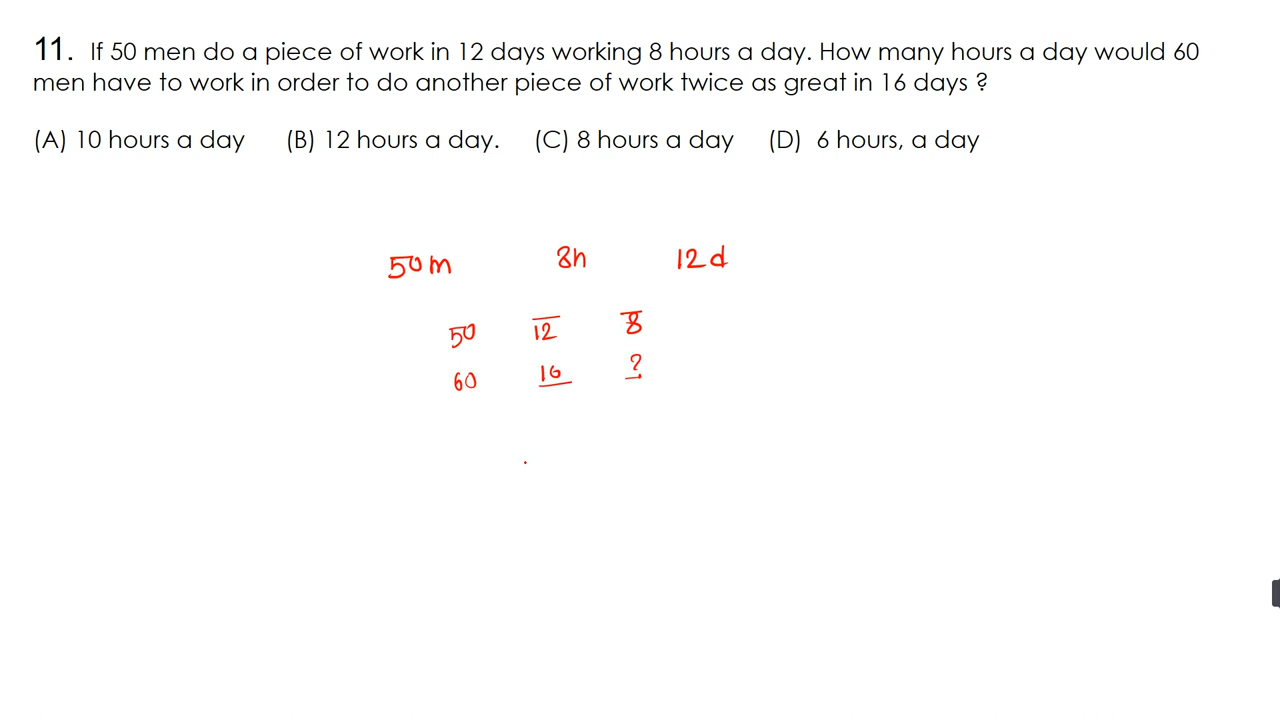 11. If 50 men do a piece of work in 12 days working 8 hours a day. How many hours a day would 60
men have to work in order to do another piece of work twice as great in 16 days ?
(A) 10 hours a day (B) 12 hours a day. (C) 8 hours a day (D) 6 hours, a day
50m 8h 12d
50 12 8
60 16 ?